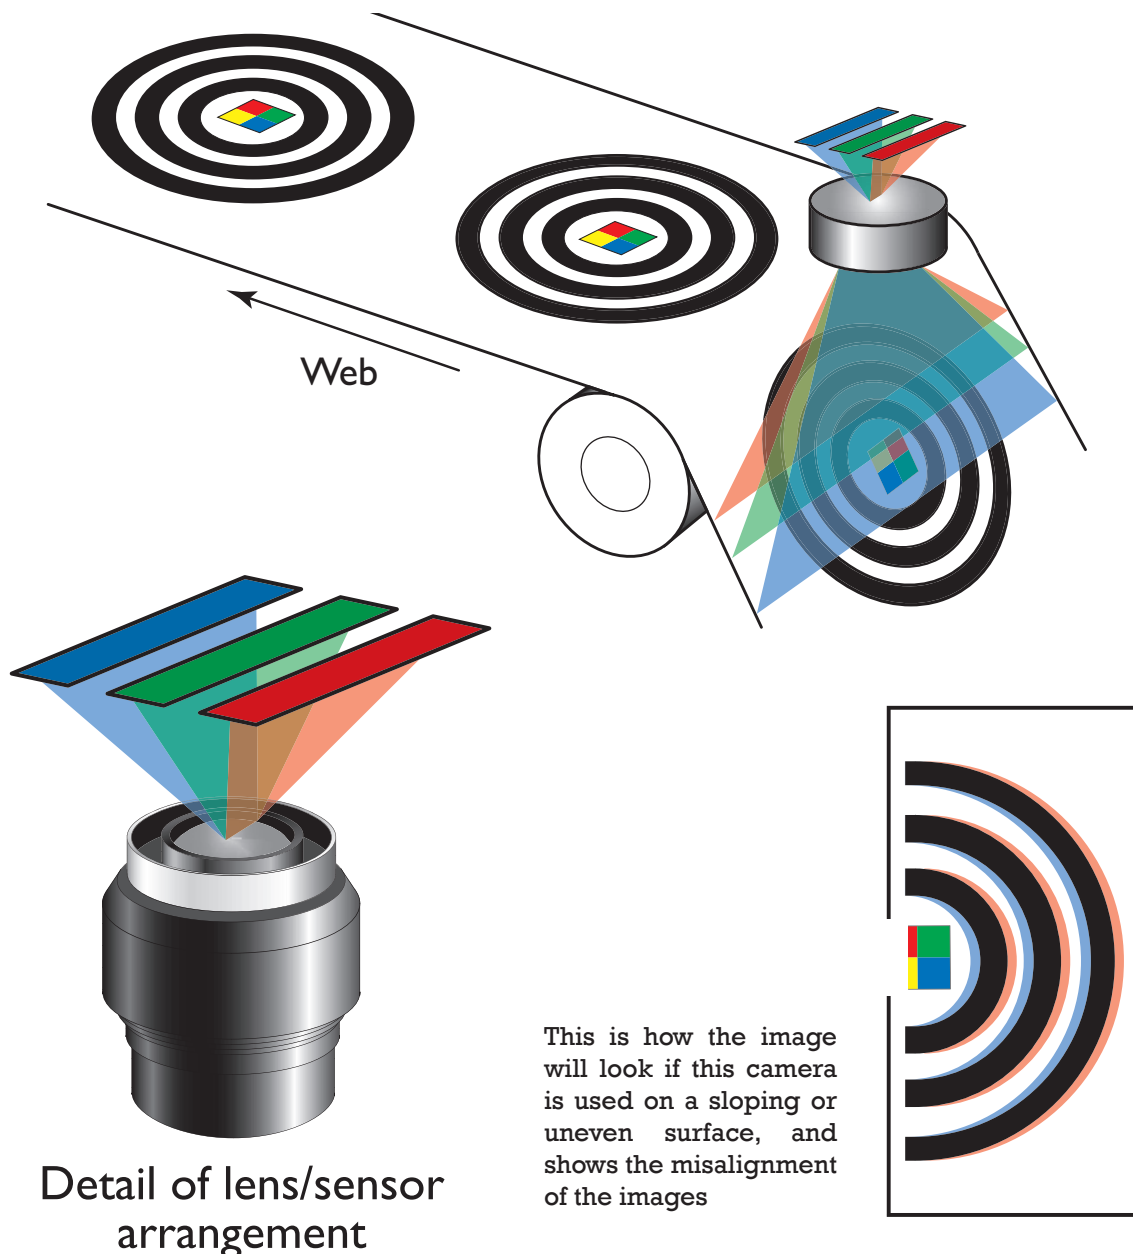 Web
This is how the image
will look if this camera
is used on a sloping or
uneven surface, and
shows the misalignment
of the images
Detail of lens/sensor
arrangement